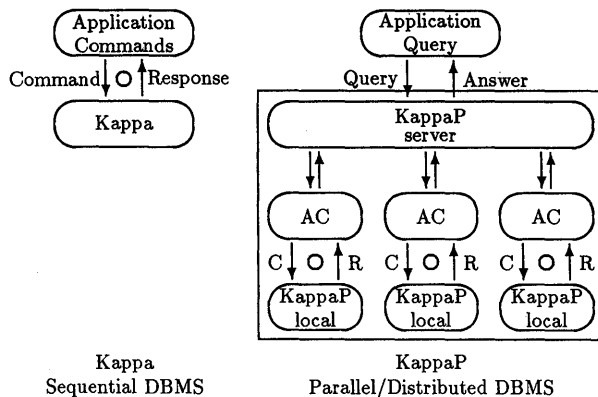 Application
Commands
Command
Response
Kappa
Application
Query
Query
Answer
KappaP
server
AC
AC
AC
C
R
C
R
C
R
KappaP
local
KappaP
local
KappaP
local
Kappa
Sequential DBMS
KappaP
Parallel/Distributed DBMS